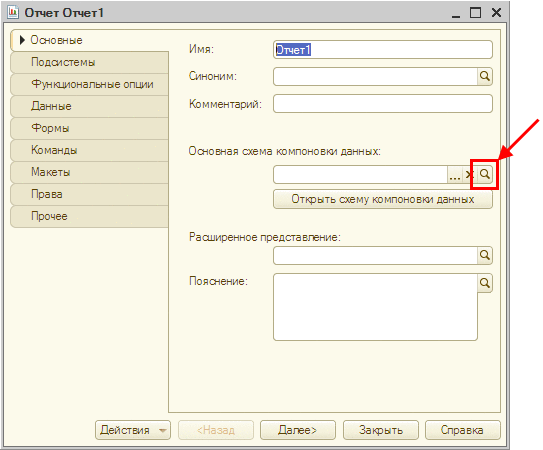 Отчет Отчет1
Основные
Подсистемы
Функциональные опции
Данные
Формы
Команды
Макеты
Права
Прочее
Имя: Отчет1
Синоним:
Комментарий:
Основная схема компоновки данных:
...
Открыть схему компоновки данных
Расширенное представление:
Пояснение:
Действия <Назад Далее> Закрыть Справка